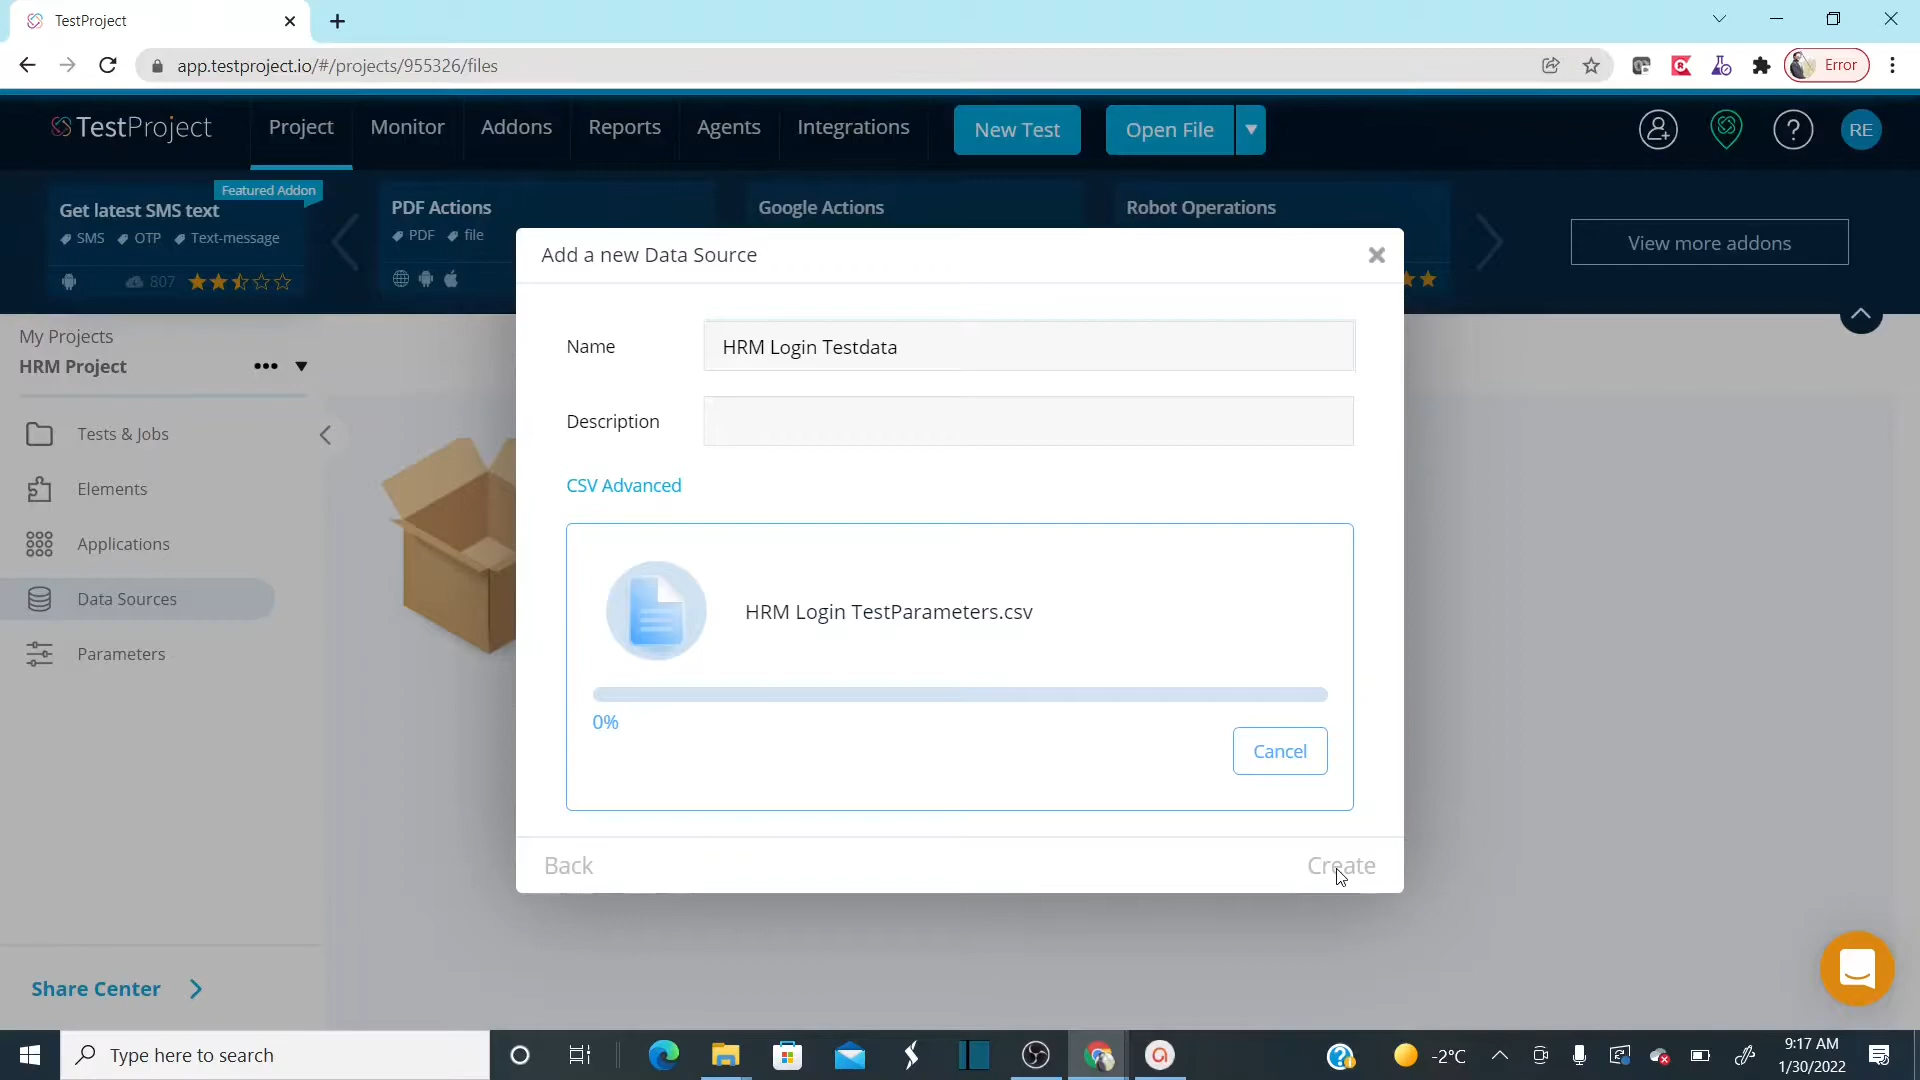 TestProject
app.testproject.io/#/projects/955326/files
Error
TestProject
Project
Monitor
Addons
Reports
Agents
Integrations
New Test
Open File
RE
Featured Addon
Get latest SMS text
SMS
OTP
Text-message
807
PDF Actions
PDF
file
Google Actions
Robot Operations
View more addons
My Projects
HRM Project
Tests & Jobs
Elements
Applications
Data Sources
Parameters
Share Center
Add a new Data Source
Name
HRM Login Testdata
Description
CSV Advanced
HRM Login TestParameters.csv
0%
Cancel
Back
Create
Type here to search
-2°C
9:17 AM
1/30/2022